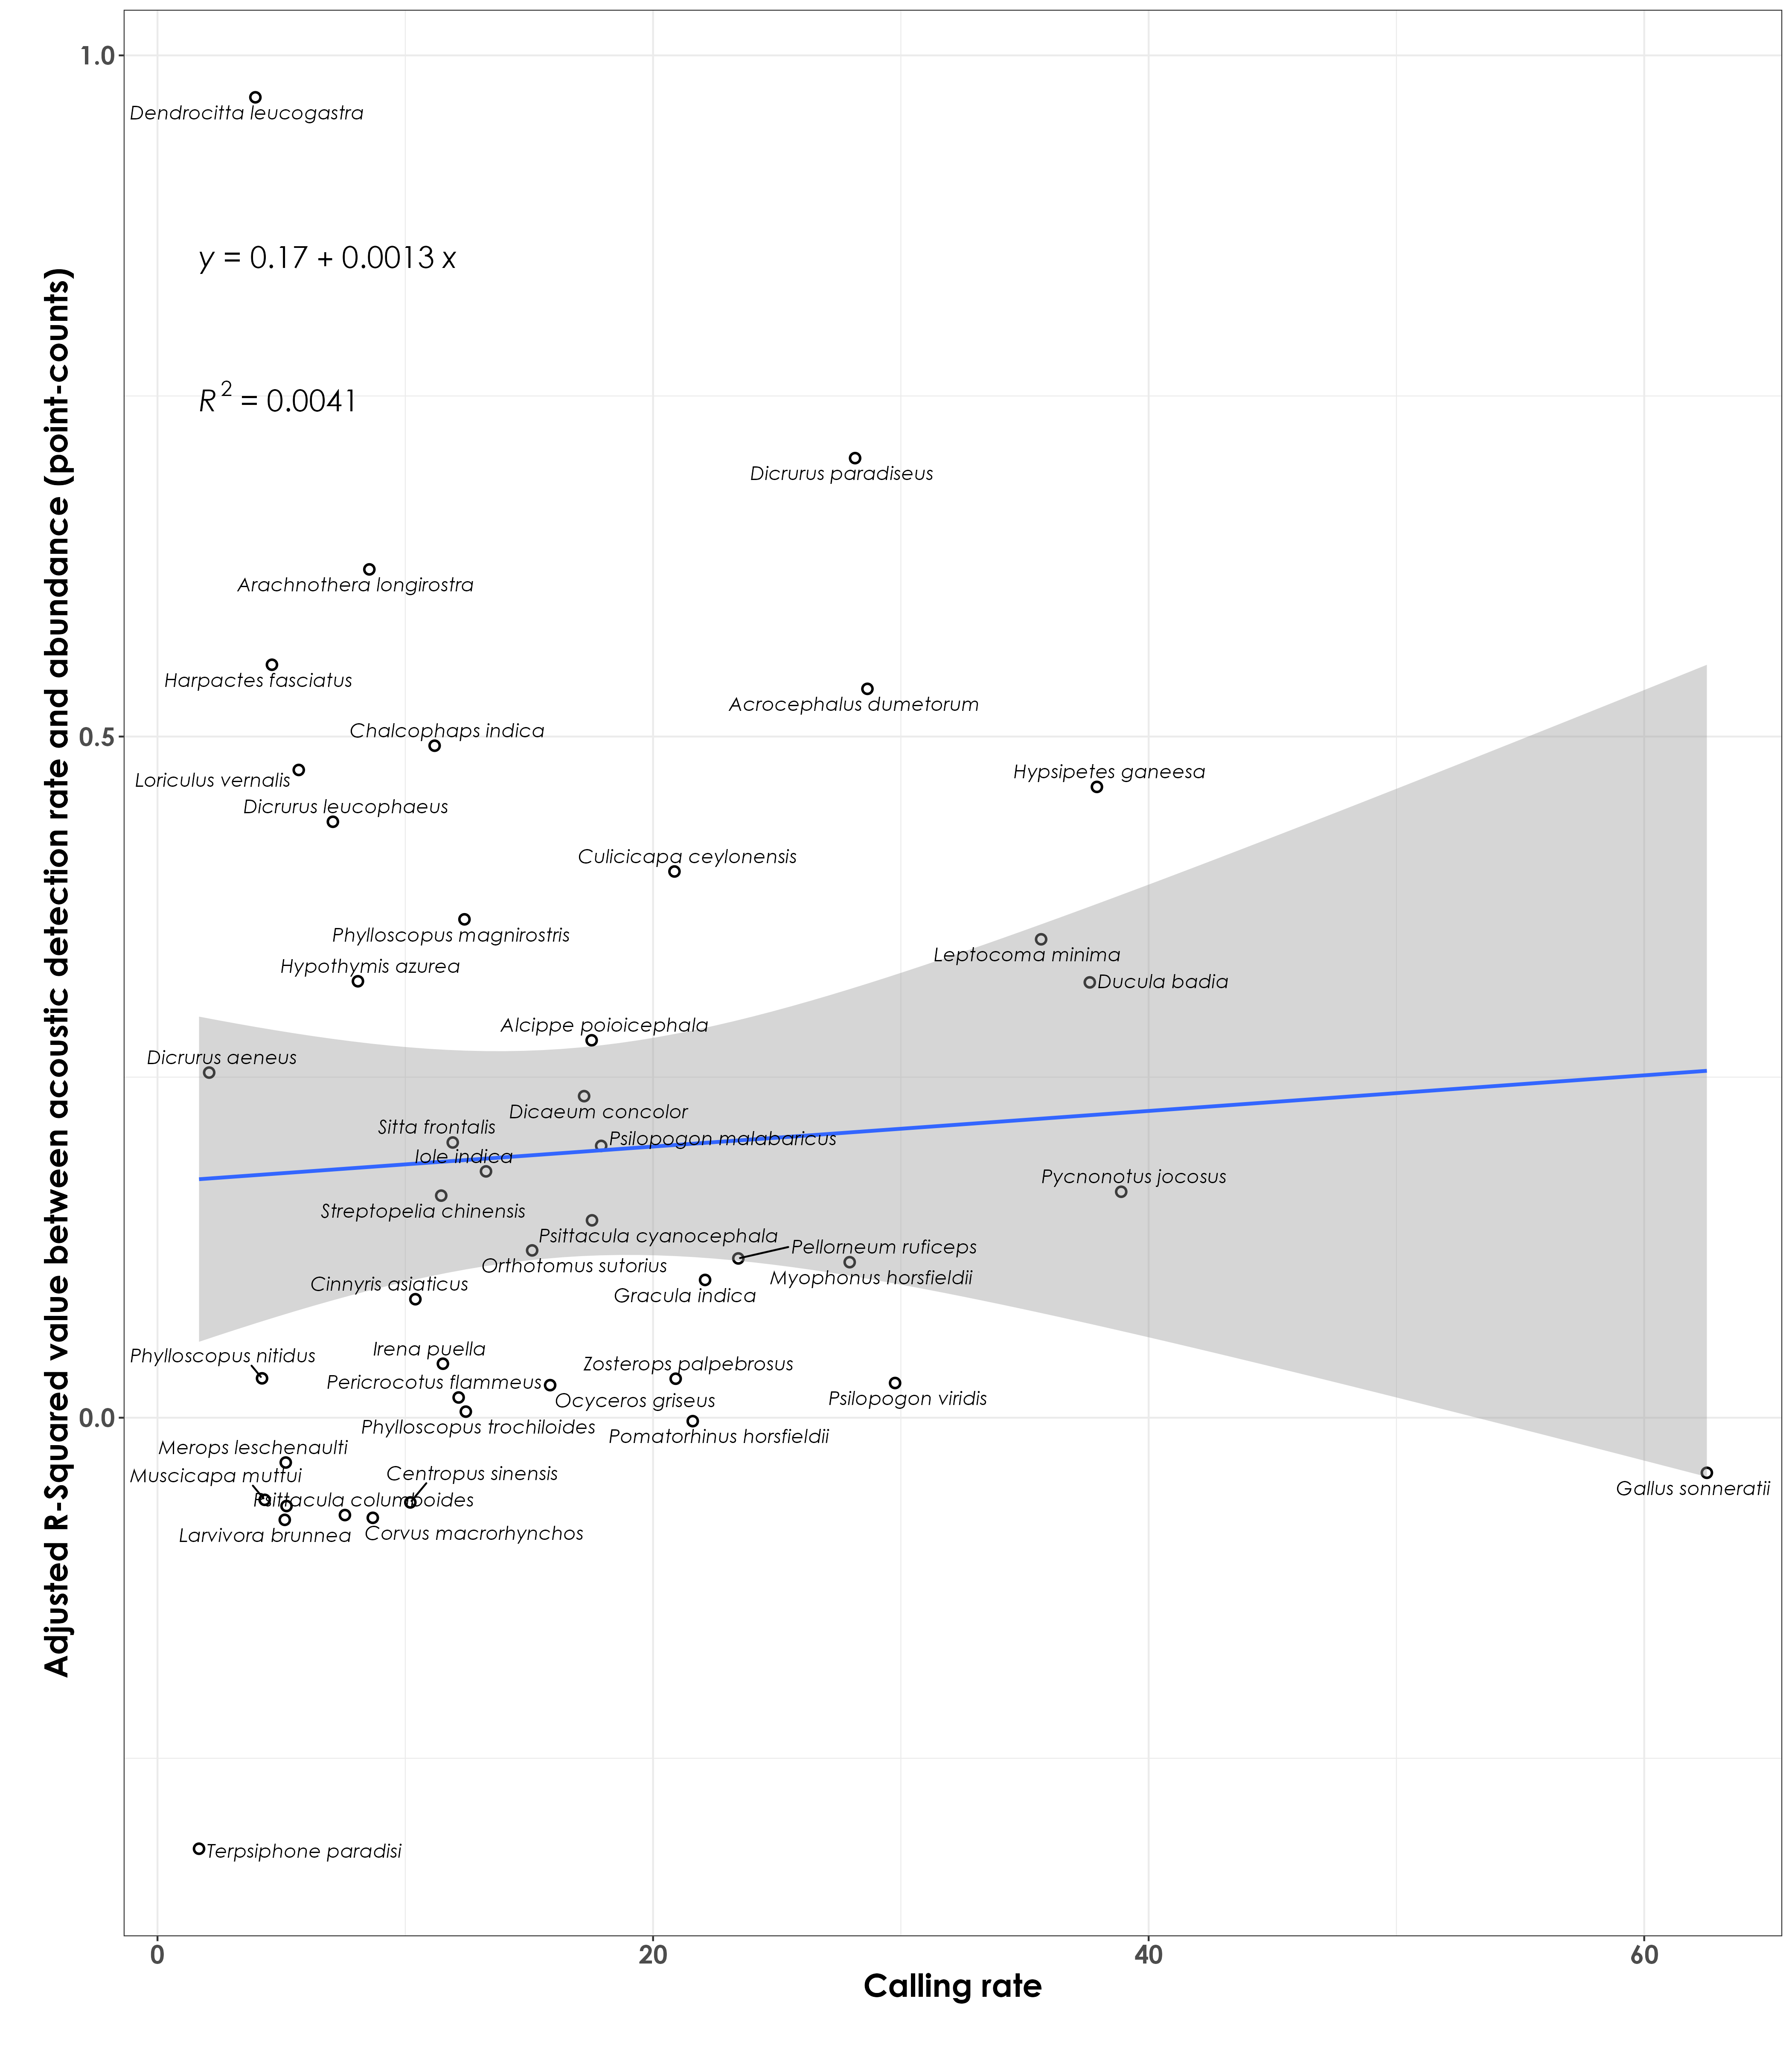 1.0
Dendrocitta leucogastra
y = 0.17 + 0.0013 x
R² = 0.0041
Dicrurus paradiseus
Arachnothera longirostra
Harpactes fasciatus
Acrocephalus dumetorum
Chalcophaps indica
0.5
Hypsipetes ganeesa
Loriculus vernalis
Dicrurus leucophaeus
Culicicapa ceylonensis
Phylloscopus magnirostris
Leptocoma minima
Hypothymis azurea
Ducula badia
Alcippe poioicephala
Dicrurus aeneus
Dicaeum concolor
Sitta frontalis
Psilopogon malabaricus
Iole indica
Pycnonotus jocosus
Streptopelia chinensis
Psittacula cyanocephala
Pellorneum ruficeps
Orthotomus sutorius
Myophonus horsfieldii
Cinnyris asiaticus
Gracula indica
Irena puella
Phylloscopus nitidus
Zosterops palpebrosus
Pericrocotus flammeus
Ocyceros griseus
Psilopogon viridis
0.0
Phylloscopus trochiloides
Pomatorhinus horsfieldii
Merops leschenaulti
Muscicapa muttui
Centropus sinensis
Gallus sonneratii
Psittacula columboides
Larvivora brunnea
Corvus macrorhynchos
Terpsiphone paradisi
0
20
40
60
Calling rate
Adjusted R-Squared value between acoustic detection rate and abundance (point-counts)